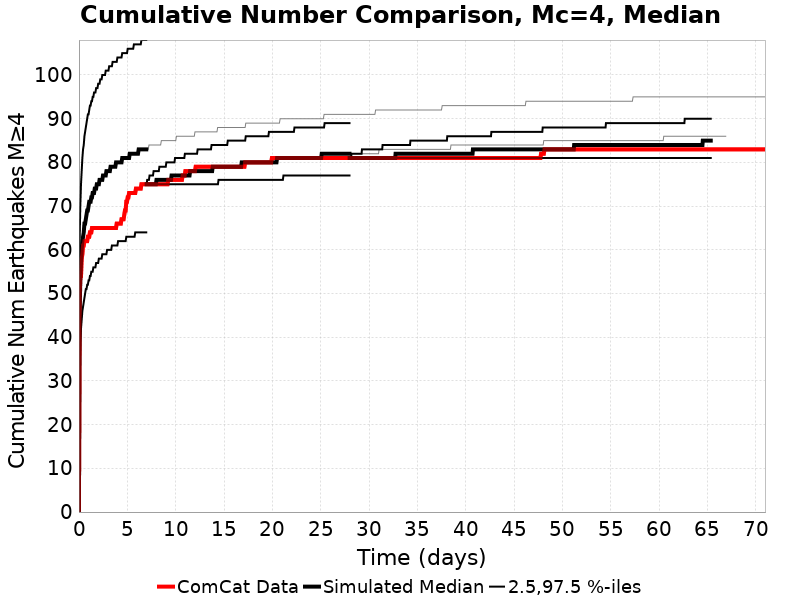 Cumulative Number Comparison, Mc=4, Median
Cumulative Num Earthquakes M≥4
100
90
80
70
60
50
40
30
20
10
0
0 5 10 15 20 25 30 35 40 45 50 55 60 65 70
Time (days)
ComCat Data Simulated Median 2.5,97.5 %-iles